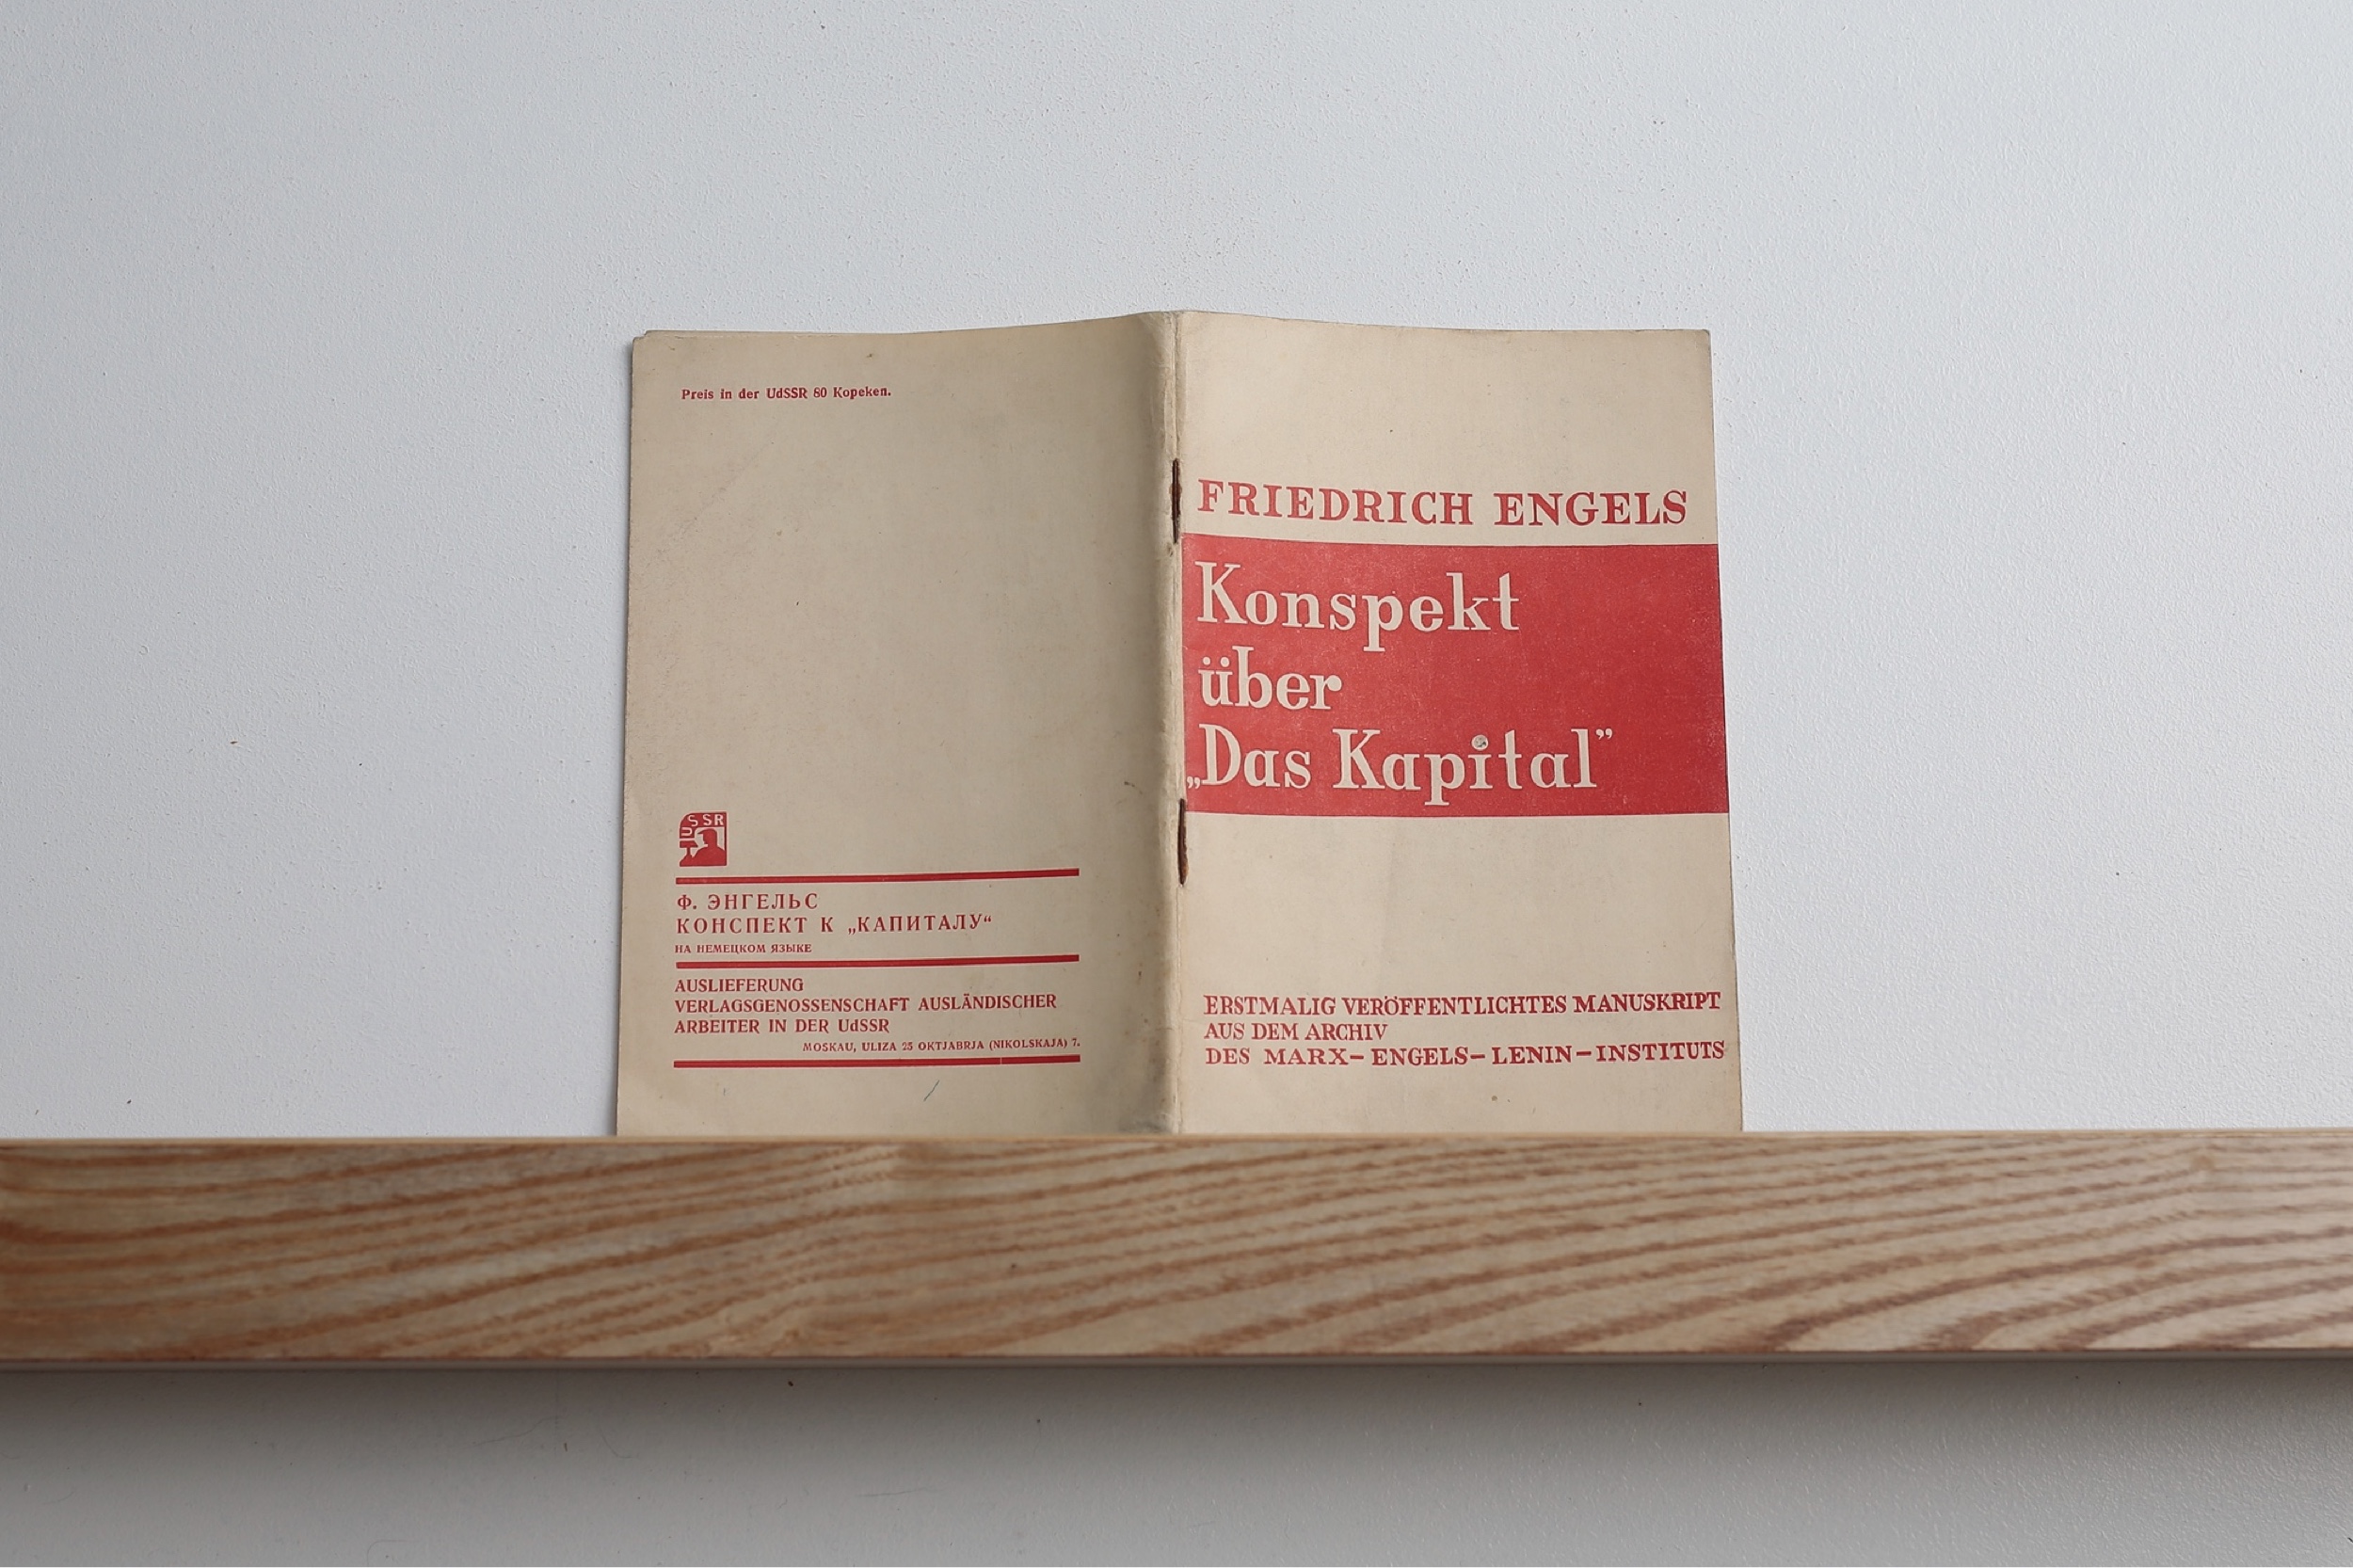 Preis in der UdSSR 80 Kopeken.
USSR
Ф. ЭНГЕЛЬС
КОНСПЕКТ К „КАПИТАЛУ“
НА НЕМЕЦКОМ ЯЗЫКЕ
AUSLIEFERUNG
VERLAGSGENOSSENSCHAFT AUSLÄNDISCHER
ARBEITER IN DER UdSSR
MOSKAU, ULIZA 25 OKTJABRJA (NIKOLSKAJA) 7.
FRIEDRICH ENGELS
Konspekt
über
„Das Kapital”
ERSTMALIG VERÖFFENTLICHTES MANUSKRIPT
AUS DEM ARCHIV
DES MARX-ENGELS-LENIN-INSTITUTS